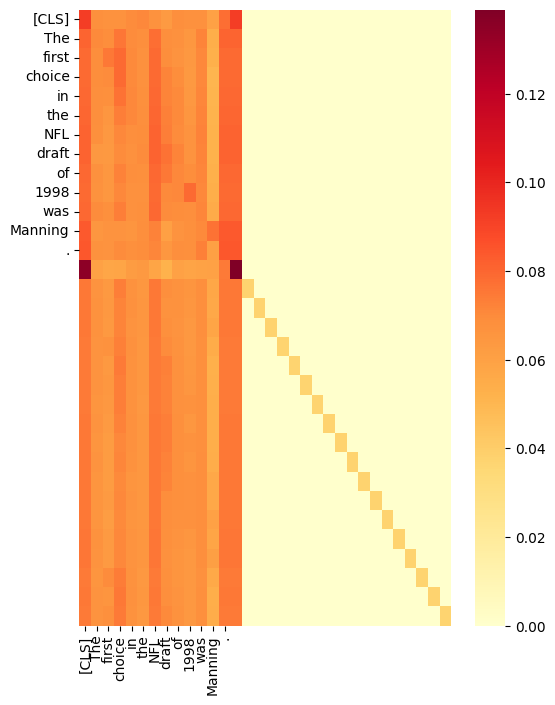 [CLS]
The
first
choice
in
the
NFL
draft
of
1998
was
Manning
.
0.12
0.10
0.08
0.06
0.04
0.02
0.00
[CLS]
The
first
choice
in
the
NFL
draft
of
1998
was
Manning
.